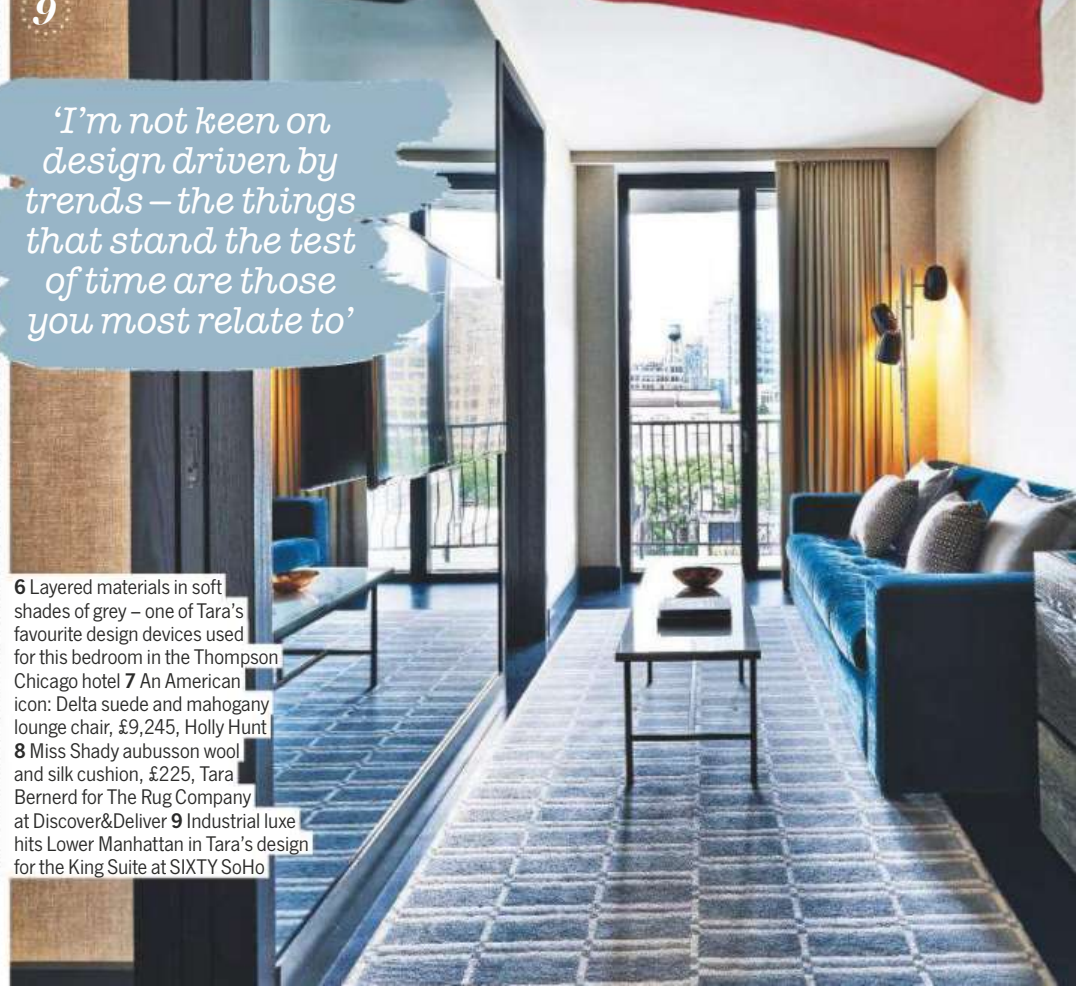 9
‘I’m not keen on
design driven by
trends – the things
that stand the test
of time are those
you most relate to’
6 Layered materials in soft
shades of grey – one of Tara’s
favourite design devices used
for this bedroom in the Thompson
Chicago hotel 7 An American
icon: Delta suede and mahogany
lounge chair, £9,245, Holly Hunt
8 Miss Shady aubusson wool
and silk cushion, £225, Tara
Bernerd for The Rug Company
at Discover&Deliver 9 Industrial luxe
hits Lower Manhattan in Tara’s design
for the King Suite at SIXTY SoHo